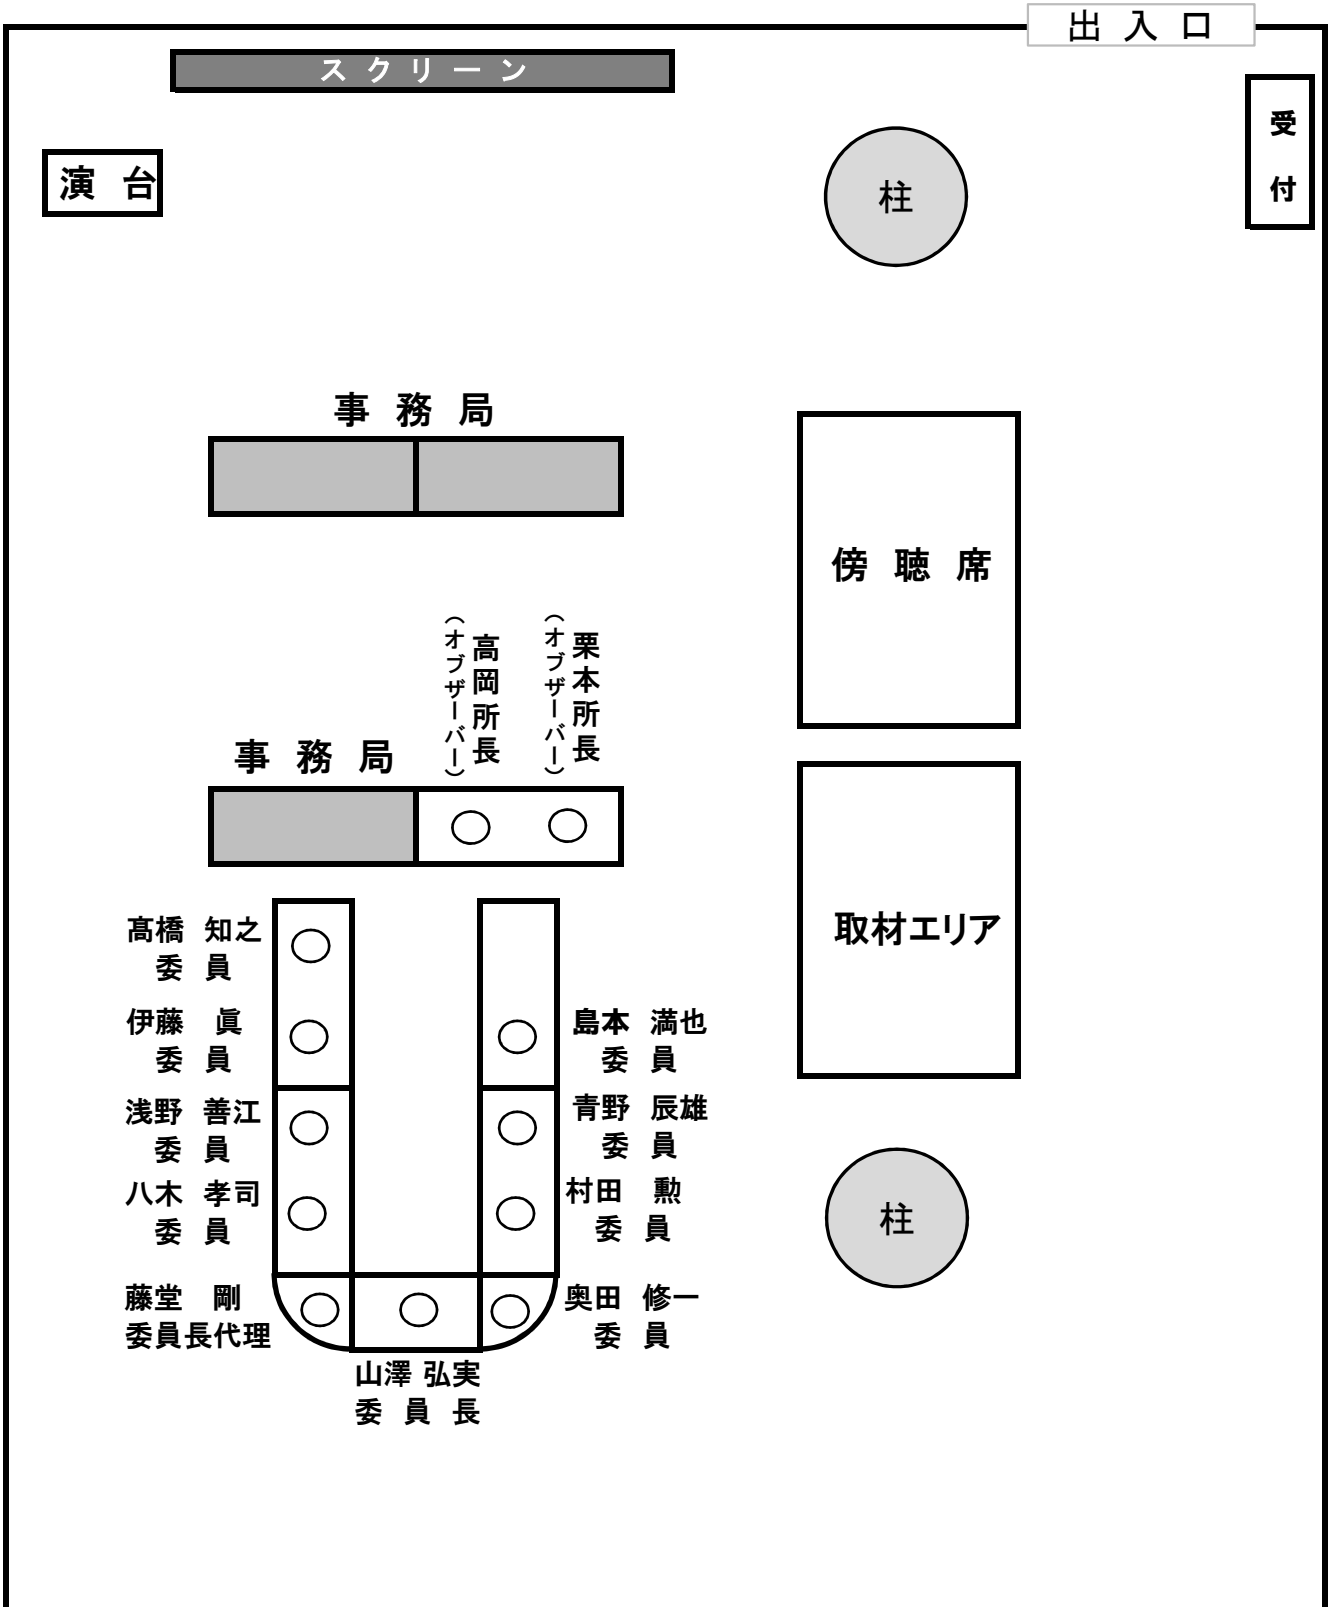 出 入 口
ス ク リ ー ン
受
付
演 台
柱
事 務 局
傍 聴 席
高岡所長
（オブザーバー）
栗本所長
（オブザーバー）
事 務 局
取材エリア
髙橋 知之
委 員
伊藤 眞
委 員
島本 満也
委 員
浅野 善江
委 員
青野 辰雄
委 員
八木 孝司
委 員
村田 勲
委 員
柱
藤堂 剛
委員長代理
奥田 修一
委 員
山澤 弘実
委 員 長